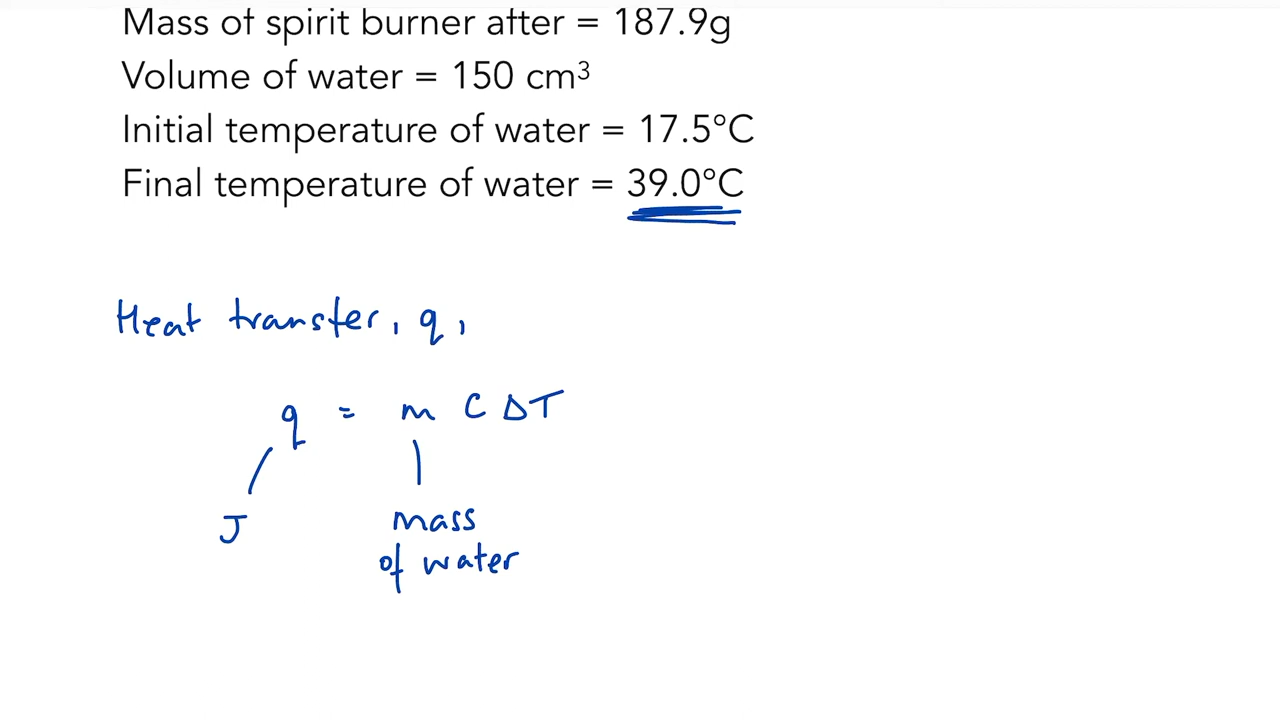 Mass of spirit burner after = 187.9g
Volume of water = 150 cm³
Initial temperature of water = 17.5°C
Final temperature of water = 39.0°C
Heat transfer, q,
q = m C ΔT
J
mass
of water